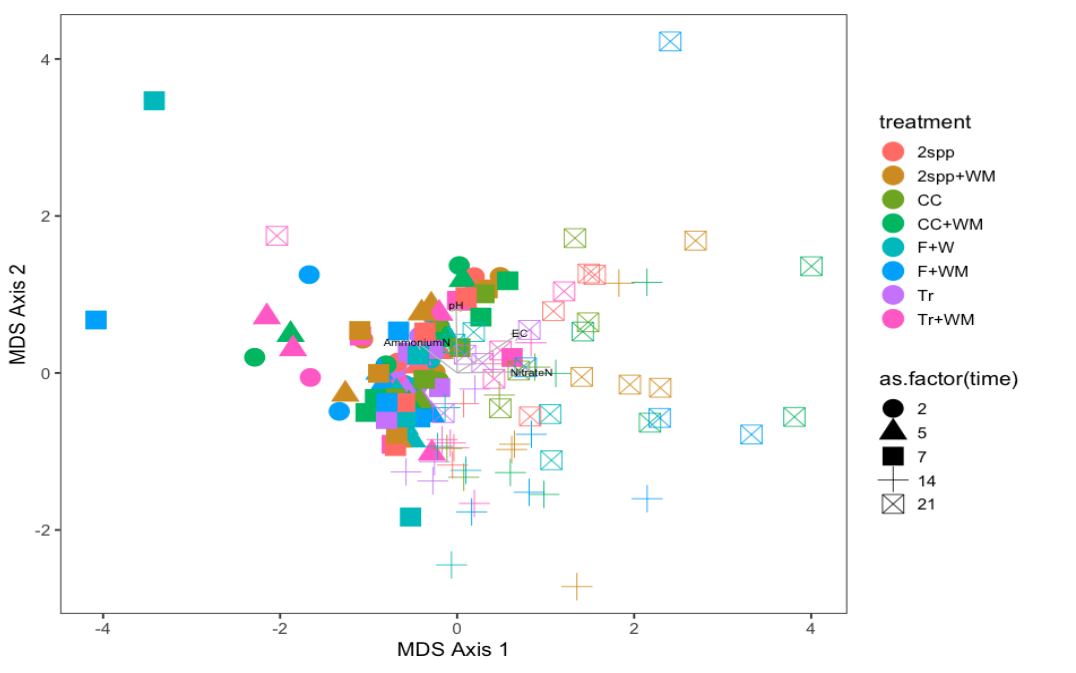 4
2
0
-2
-4
-2
0
2
4
MDS Axis 2
MDS Axis 1
pH
EC
AmmoniumN
NitrateN
treatment
2spp
2spp+WM
CC
CC+WM
F+W
F+WM
Tr
Tr+WM
as.factor(time)
2
5
7
14
21